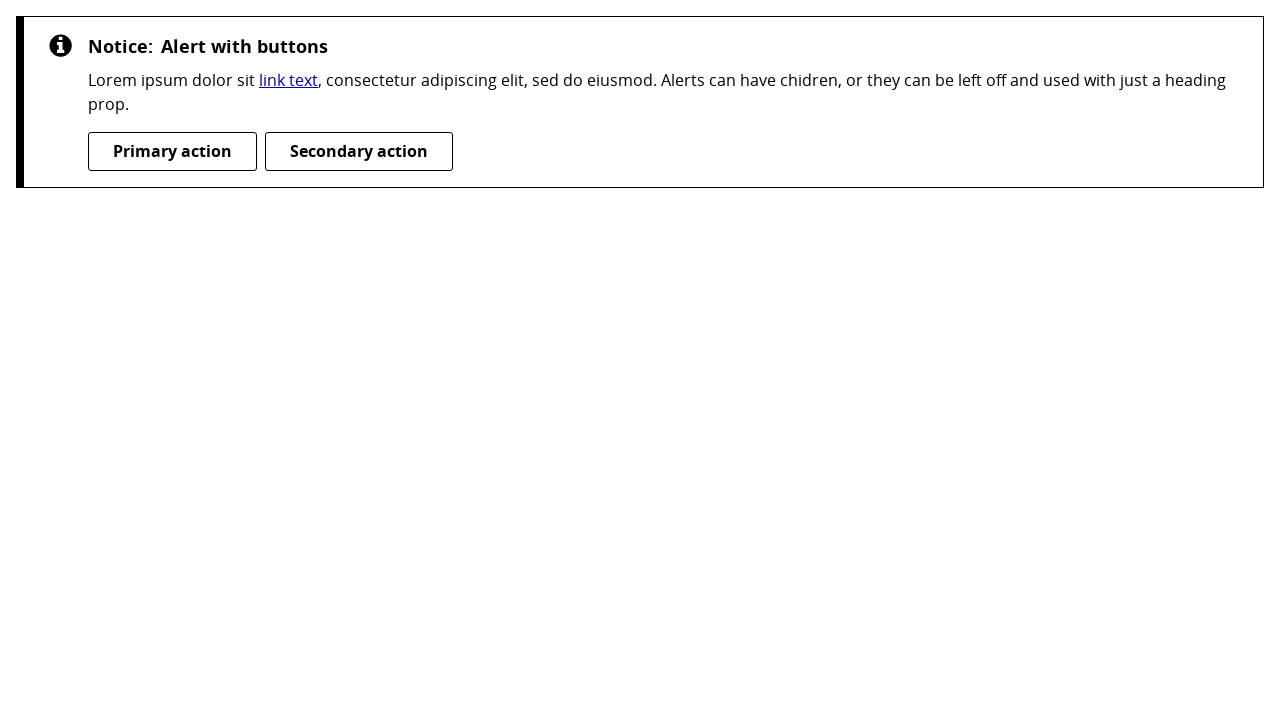 Notice: Alert with buttons
Lorem ipsum dolor sit link text, consectetur adipiscing elit, sed do eiusmod. Alerts can have chidren, or they can be left off and used with just a heading
prop.
Primary action Secondary action